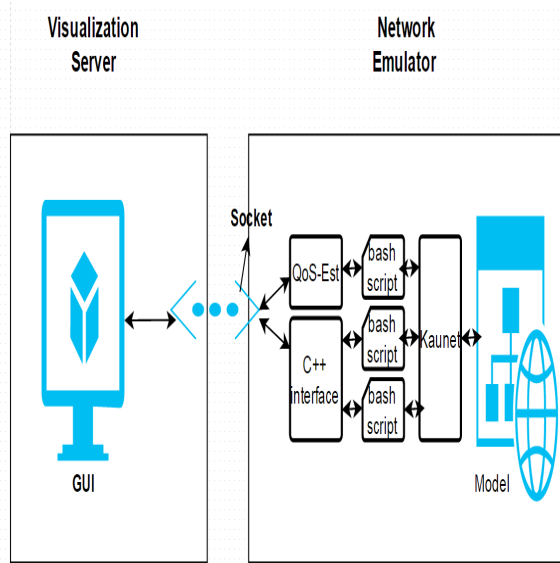 Visualization
Server
Network
Emulator
Socket
QoS-Est
bash
script
bash
script
C++
interface
Kaunet
bash
script
GUI
Model